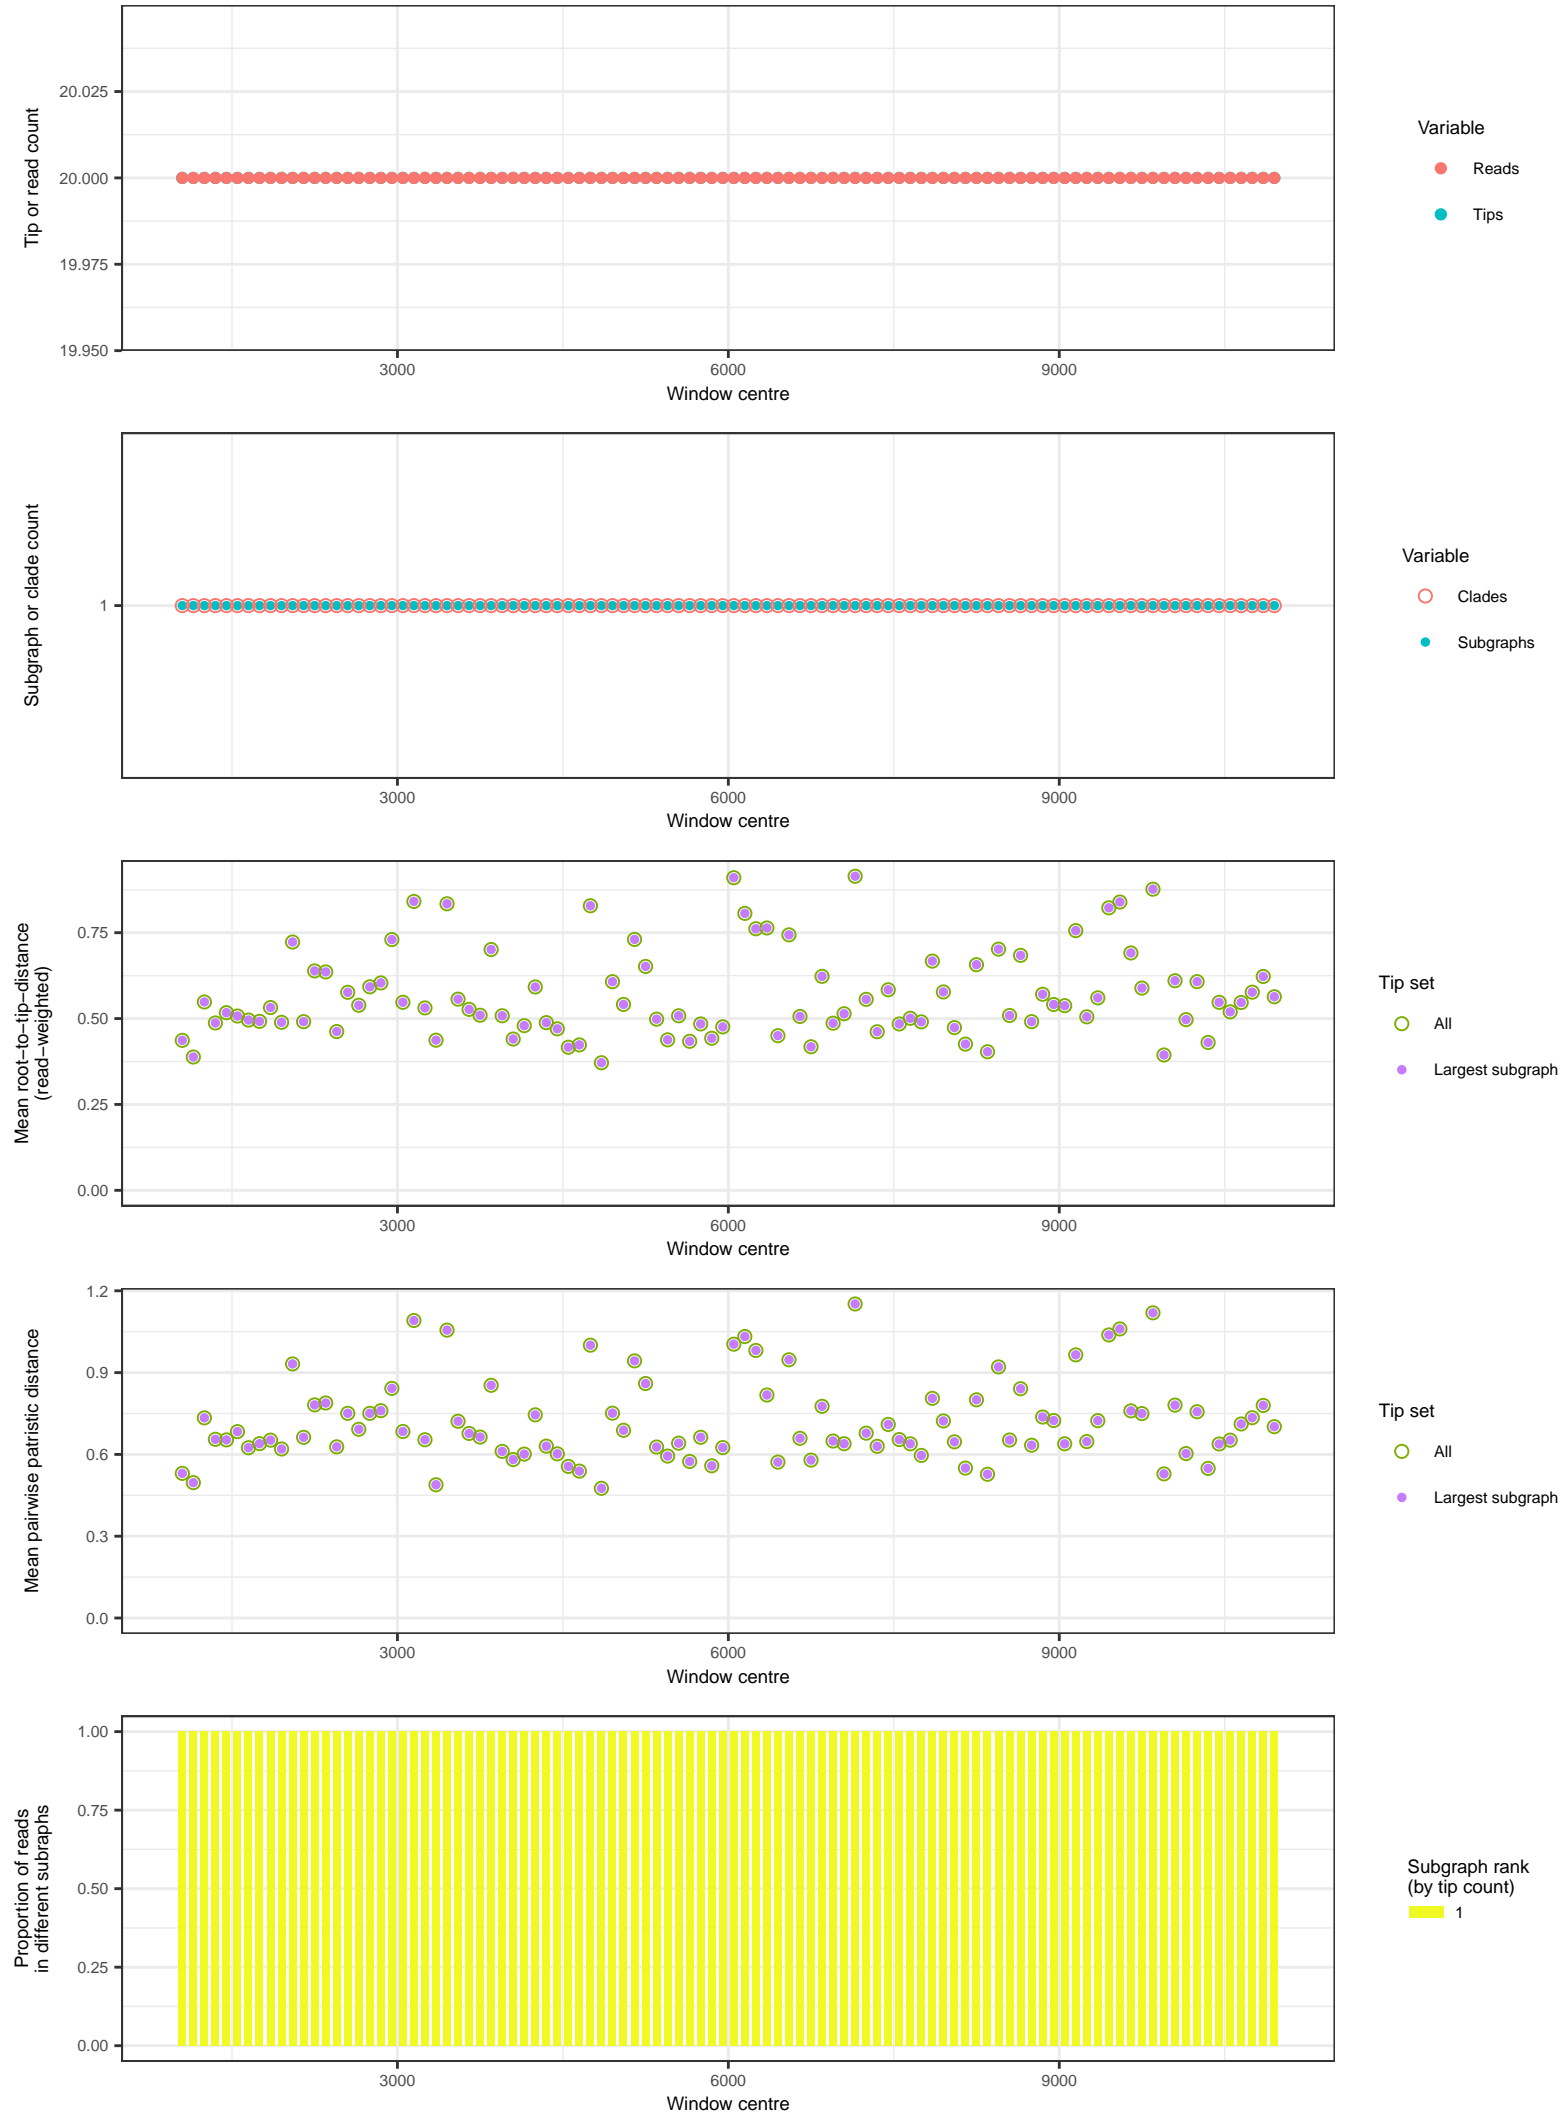 20.025
20.000
19.975
19.950
Tip or read count
3000 6000 9000
Window centre
Variable
Reads
Tips
1
Subgraph or clade count
3000 6000 9000
Window centre
Variable
Clades
Subgraphs
0.75
0.50
0.25
0.00
Mean root−to−tip−distance
(read−weighted)
3000 6000 9000
Window centre
Tip set
All
Largest subgraph
1.2
0.9
0.6
0.3
0.0
Mean pairwise patristic distance
3000 6000 9000
Window centre
Tip set
All
Largest subgraph
1.00
0.75
0.50
0.25
0.00
Proportion of reads
in different subraphs
3000 6000 9000
Window centre
Subgraph rank
(by tip count)
1